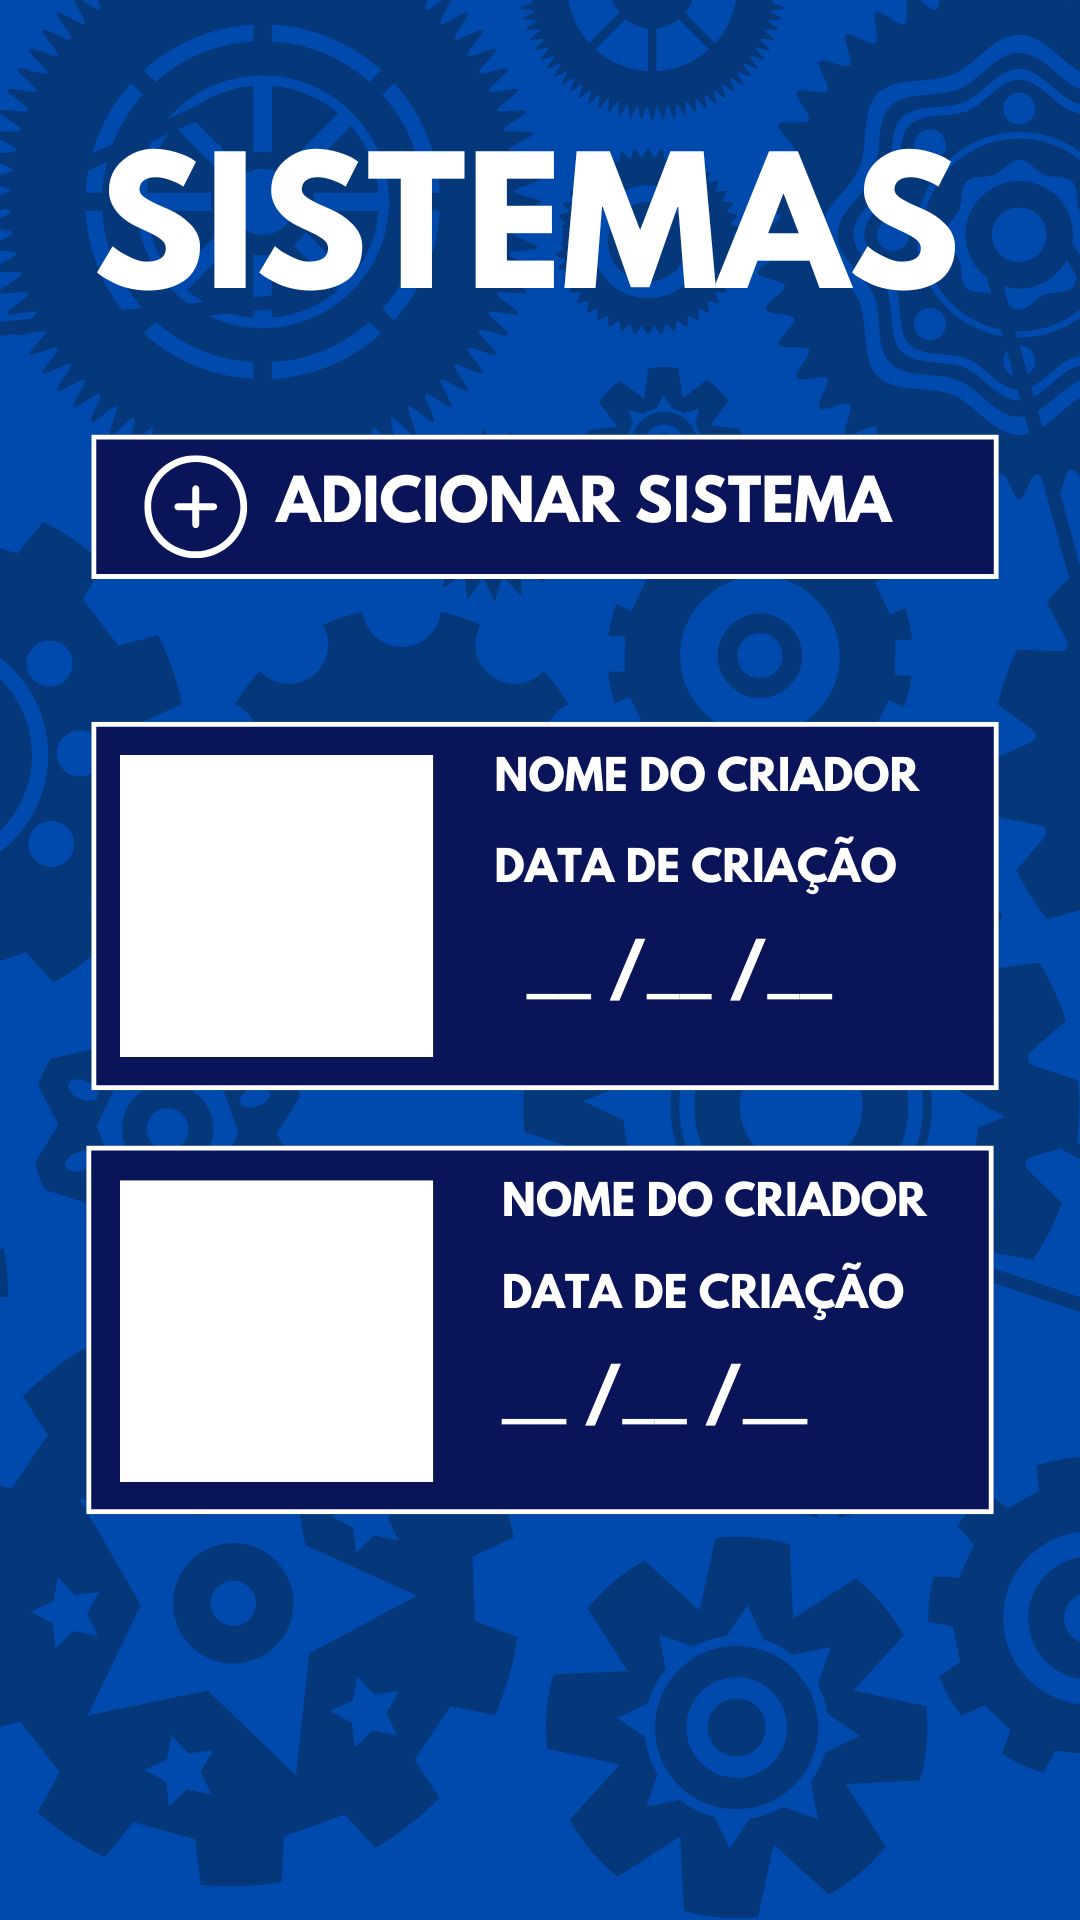 SISTEMAS
ADICIONAR SISTEMA
NOME DO CRIADOR
DATA DE CRIAÇÃO
__ /__ /__
NOME DO CRIADOR
DATA DE CRIAÇÃO
__ /__ /__